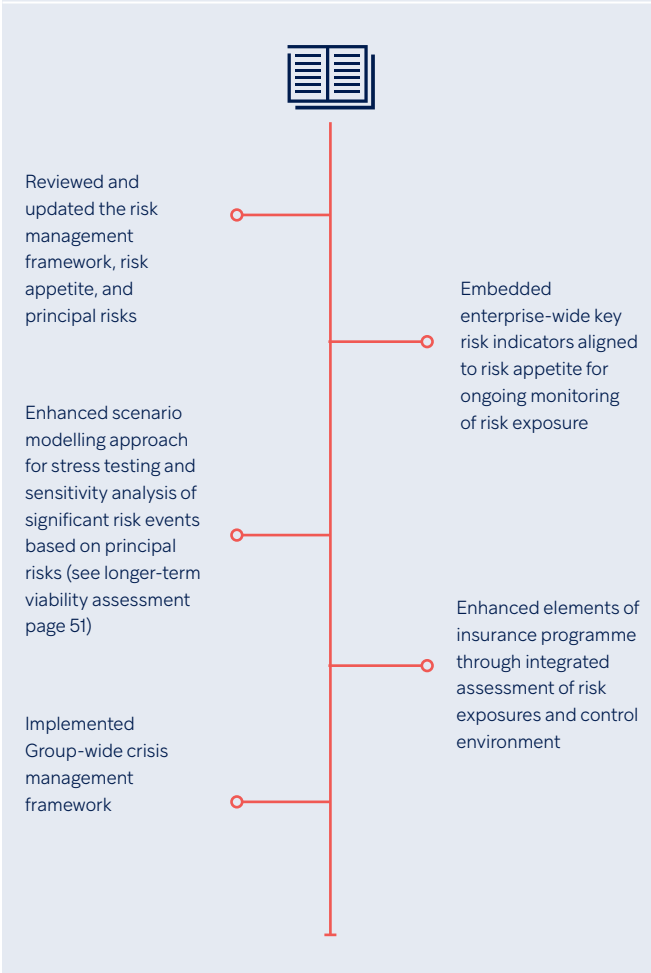 Reviewed and
updated the risk
management
framework, risk
appetite, and
principal risks
Embedded
enterprise-wide key
risk indicators aligned
to risk appetite for
ongoing monitoring
of risk exposure
Enhanced scenario
modelling approach
for stress testing and
sensitivity analysis of
significant risk events
based on principal
risks (see longer-term
viability assessment
page 51)
Enhanced elements of
insurance programme
through integrated
assessment of risk
exposures and control
environment
Implemented
Group-wide crisis
management
framework